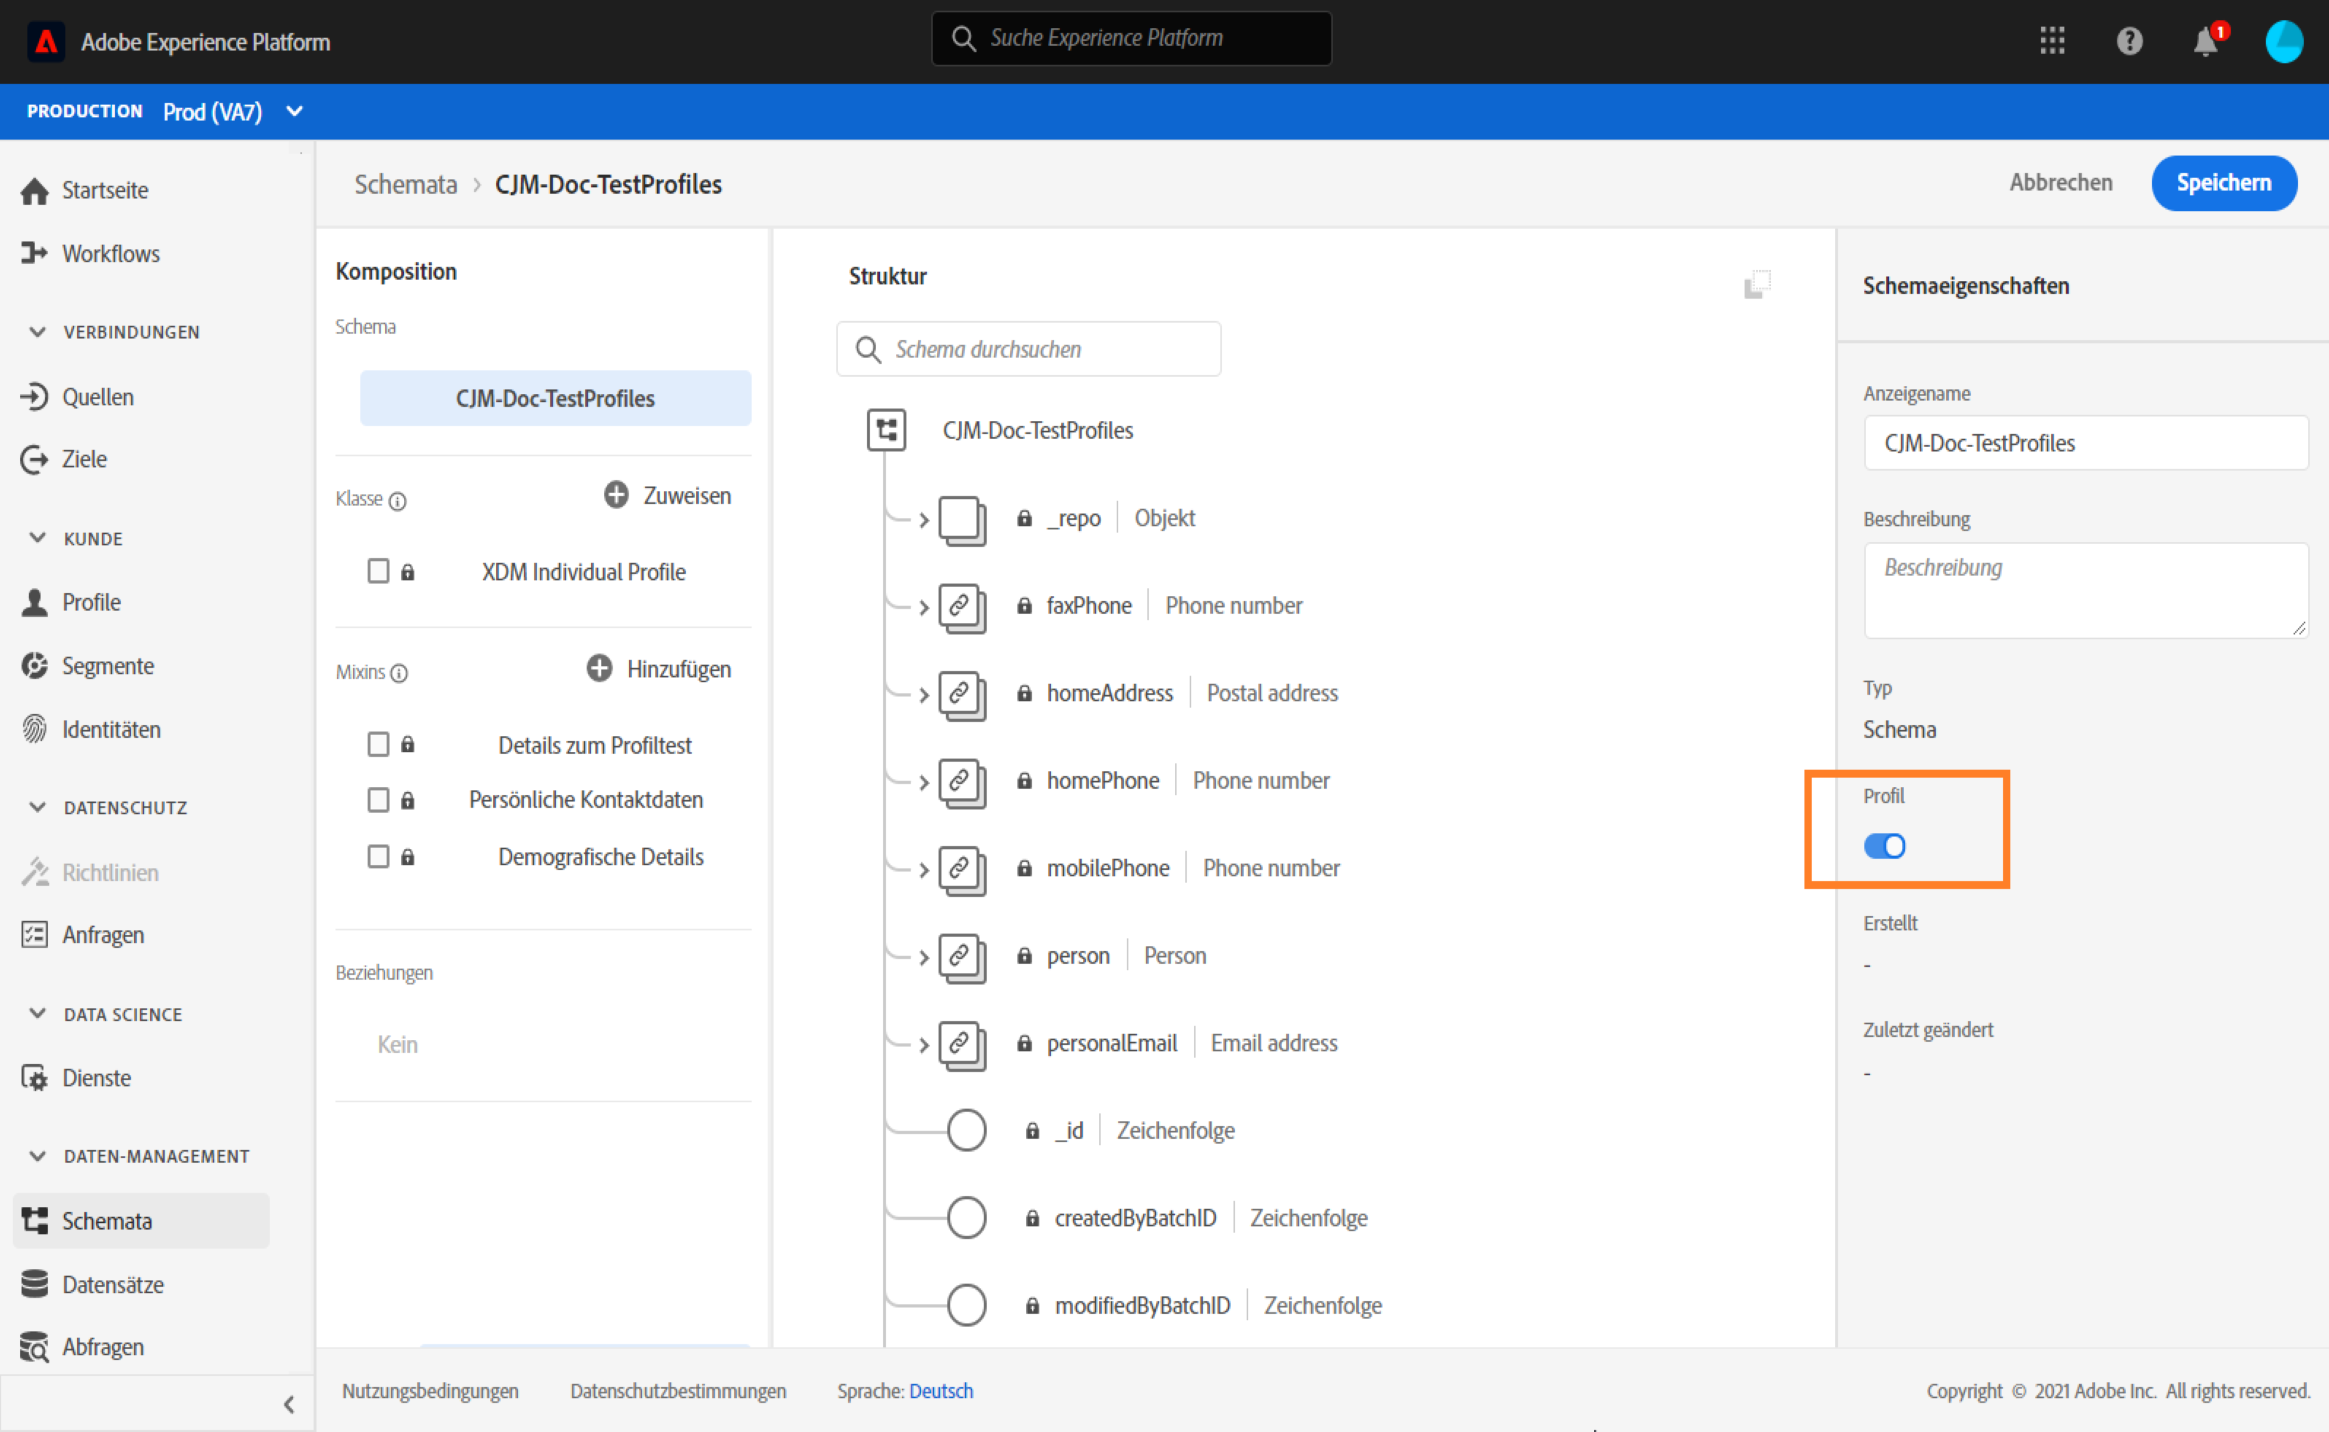 Adobe Experience Platform
Suche Experience Platform
1
PRODUCTION Prod (VA7)
Startseite
Workflows
VERBINDUNGEN
Quellen
Ziele
KUNDE
Profile
Segmente
Identitäten
DATENSCHUTZ
Richtlinien
Anfragen
DATA SCIENCE
Dienste
DATEN-MANAGEMENT
Schemata
Datensätze
Abfragen
Schemata › CJM-Doc-TestProfiles
Abbrechen
Speichern
Komposition
Schema
CJM-Doc-TestProfiles
Klasse
Zuweisen
XDM Individual Profile
Mixins
Hinzufügen
Details zum Profiltest
Persönliche Kontaktdaten
Demografische Details
Beziehungen
Kein
Struktur
Schema durchsuchen
CJM-Doc-TestProfiles
_repo | Objekt
faxPhone | Phone number
homeAddress | Postal address
homePhone | Phone number
mobilePhone | Phone number
person | Person
personalEmail | Email address
_id | Zeichenfolge
createdByBatchID | Zeichenfolge
modifiedByBatchID | Zeichenfolge
Schemaeigenschaften
Anzeigename
CJM-Doc-TestProfiles
Beschreibung
Beschreibung
Typ
Schema
Profil
Erstellt
-
Zuletzt geändert
-
Nutzungsbedingungen
Datenschutzbestimmungen
Sprache: Deutsch
Copyright © 2021 Adobe Inc. All rights reserved.